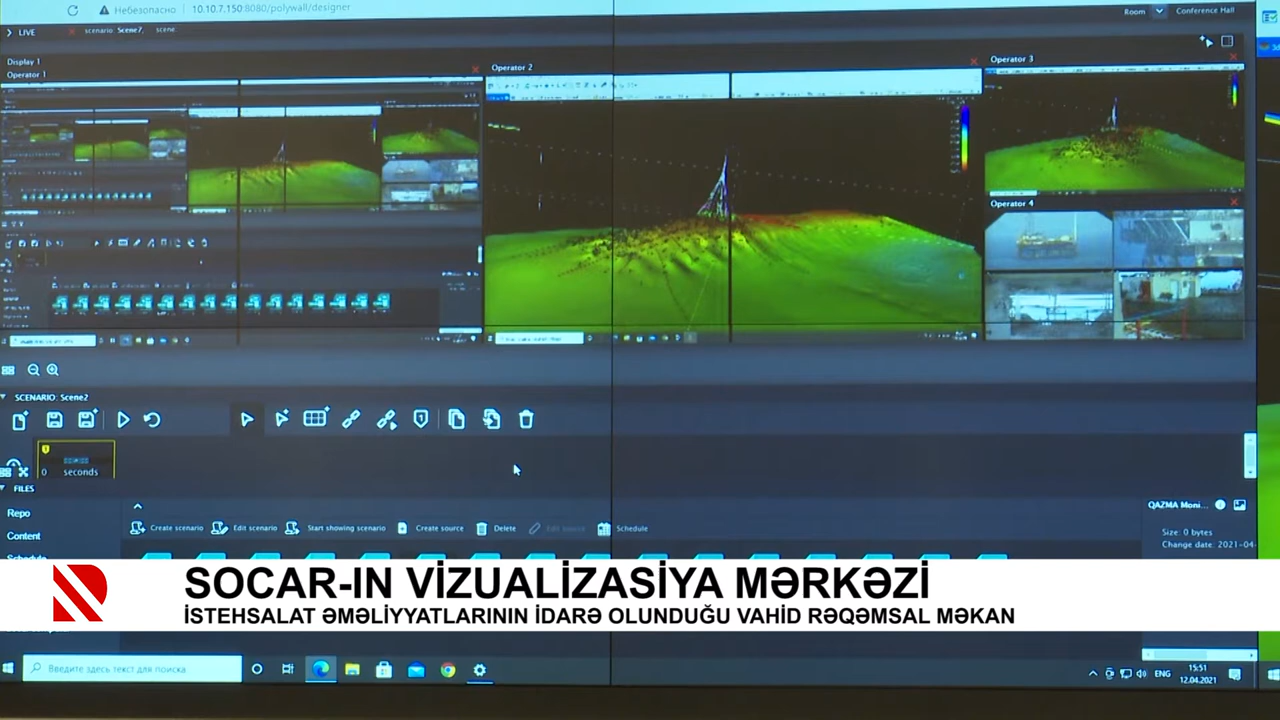 Небезопасно 10.10.7.150:8080/polywall/designer
Room Conference Hall
LIVE scenario: Scene7, scene:
Display 1
Operator 1
Operator 2
Operator 3
Operator 4
SCENARIO: Scene2
0 seconds
FILES
Repo
Create scenario Edit scenario Start showing scenario Create source Delete Schedule
QAZMA Moni...
Content
Size: 0 bytes
Change date: 2021-04-
Schedule
SOCAR-IN VİZUALİZASİYA MƏRKƏZİ
İSTEHSALAT ƏMƏLİYYATLARININ İDARƏ OLUNDUĞU VAHİD RƏQƏMSAL MƏKAN
Введите здесь текст для поиска
ENG
15:51
12.04.2021